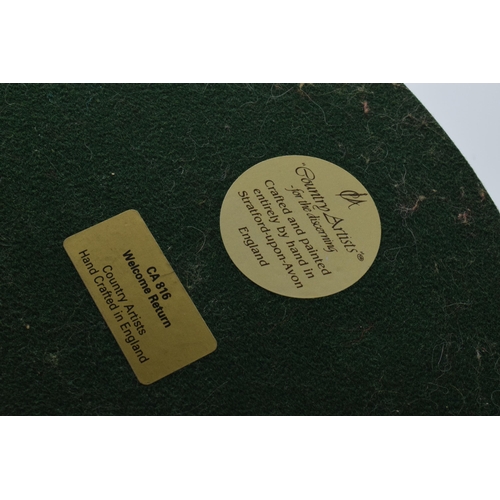 CA 816
Welcome Return
Country Artists
Hand Crafted in England
CA
"Country Artists"®
- for the discerning
Crafted and painted
entirely by hand in
Stratford-upon-Avon
England